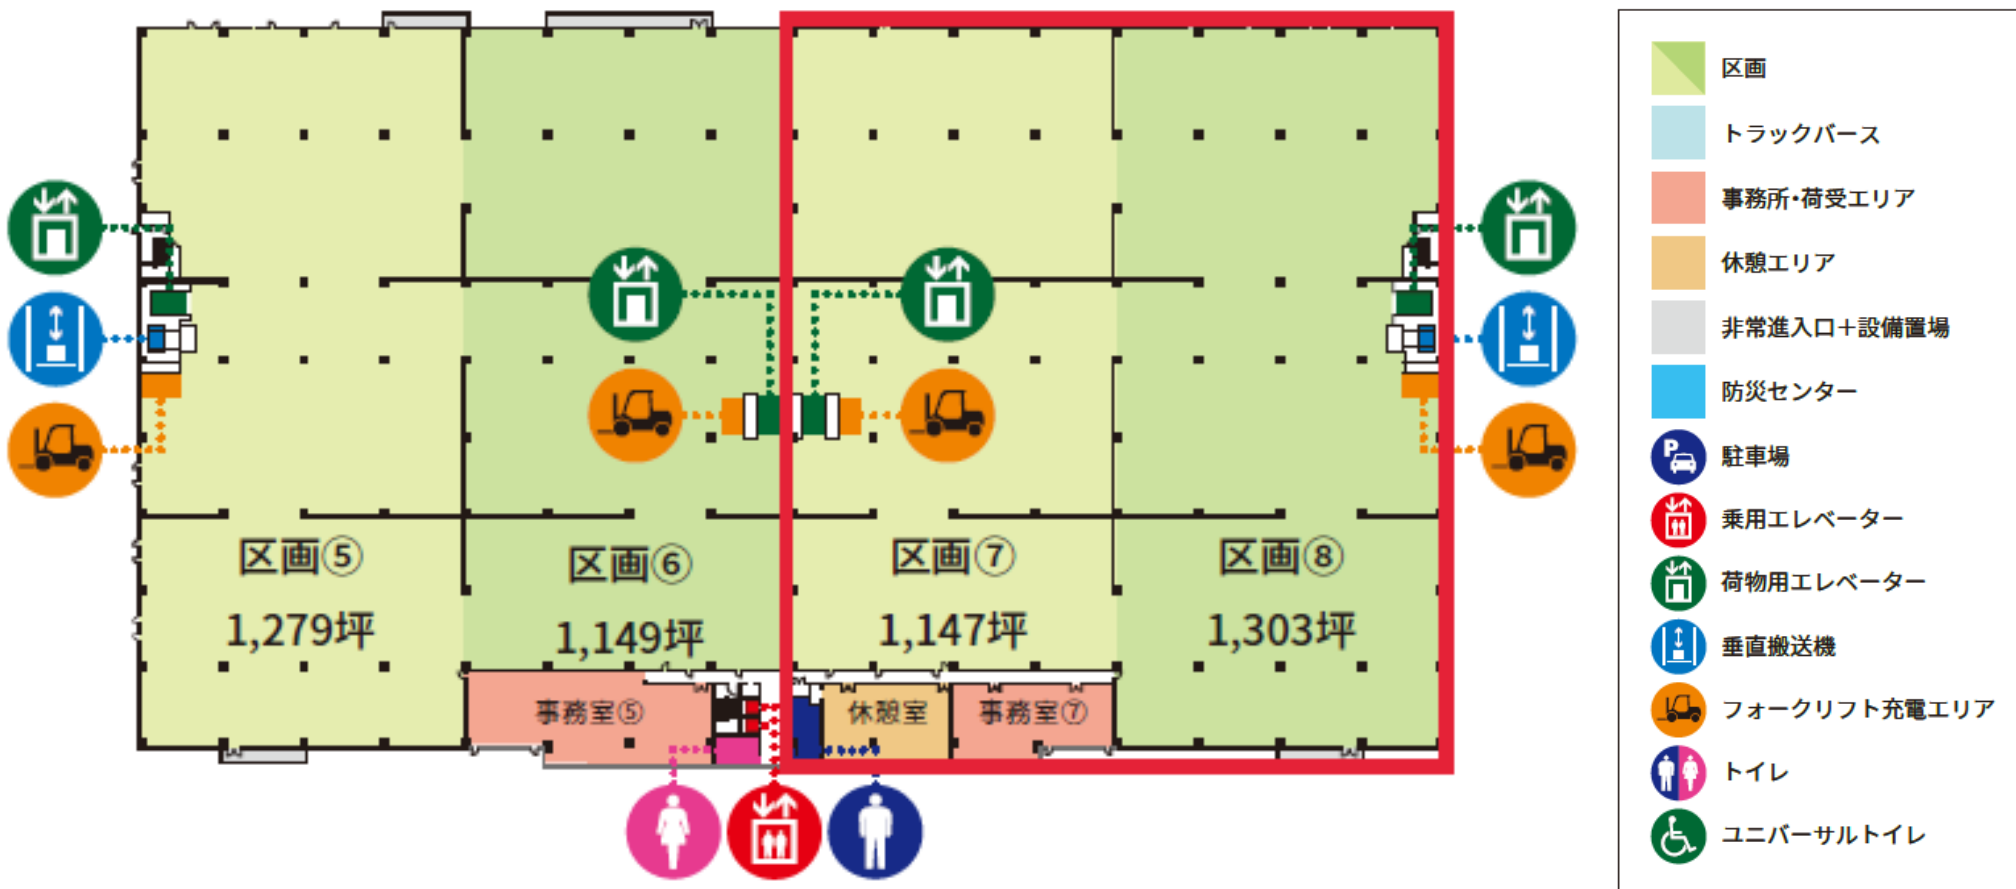 区画⑤
1,279坪
区画⑥
1,149坪
区画⑦
1,147坪
区画⑧
1,303坪
事務室⑤
休憩室
事務室⑦
区画
トラックバース
事務所・荷受エリア
休憩エリア
非常進入口＋設備置場
防災センター
P
駐車場
乗用エレベーター
荷物用エレベーター
垂直搬送機
フォークリフト充電エリア
トイレ
ユニバーサルトイレ